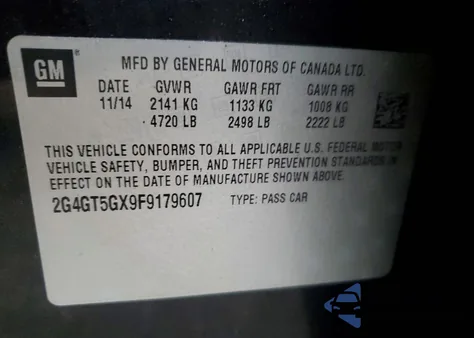 GM
MFD BY GENERAL MOTORS OF CANADA LTD.
DATE GVWR GAWR FRT GAWR RR
11/14 2141 KG 1133 KG 1008 KG
4720 LB 2498 LB 2222 LB
THIS VEHICLE CONFORMS TO ALL APPLICABLE U.S. FEDERAL MOTOR
VEHICLE SAFETY, BUMPER, AND THEFT PREVENTION STANDARDS IN
EFFECT ON THE DATE OF MANUFACTURE SHOWN ABOVE.
2G4GT5GX9F9179607 TYPE: PASS CAR